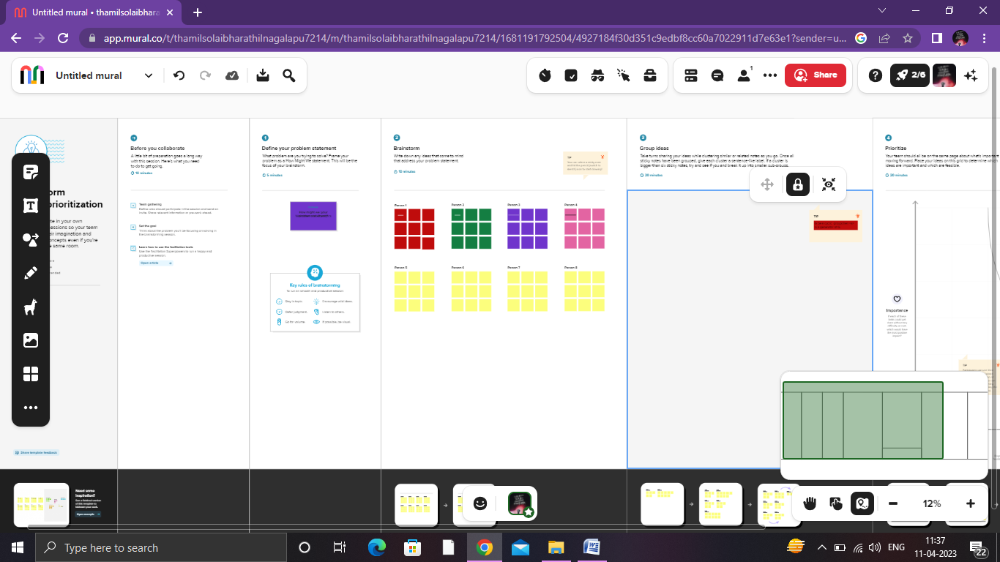 Untitled mural • thamilsolaibhara
app.mural.co/t/thamilsolaibharathilnagalapu7214/m/thamilsolaibharathilnagalapu7214/1681191792504/4927184f30d351c9edbf8cc60a7022911d7e63e1?sender=u...
Untitled mural
1
Share
2/6
orm
prioritization
te in your own
essions so your team
eir imagination and
oncepts even if you're
e same room.
Share template feedback
Need some
inspiration?
See a finished version
of this template to
kickstart your work.
Open example
Before you collaborate
A little bit of preparation goes a long way
with this session. Here's what you need
to do to get going.
10 minutes
Team gathering
Define who should participate in the session and send an
invite. Share relevant information or pre-work ahead.
Set the goal
Think about the problem you'll be focusing on solving in
the brainstorming session.
Learn how to use the facilitation tools
Use the Facilitation Superpowers to run a happy and
productive session.
Open article
1
Define your problem statement
What problem are you trying to solve? Frame your
problem as a How Might We statement. This will be the
focus of your brainstorm.
5 minutes
Key rules of brainstorming
To run an smooth and productive session
Stay in topic.
Encourage wild ideas.
Defer judgment.
Listen to others.
Go for volume.
If possible, be visual.
2
Brainstorm
Write down any ideas that come to mind
that address your problem statement.
10 minutes
TIP
Person 1
Person 2
Person 3
Person 4
Person 5
Person 6
Person 7
Person 8
3
Group ideas
Take turns sharing your ideas while clustering similar or related notes as you go. Once all
sticky notes have been grouped, give each cluster a sentence-like label. If a cluster is
bigger than six sticky notes, try and see if you and break it up into smaller sub-groups.
20 minutes
TIP
4
Prioritize
Your team should all be on the same page about what's important
moving forward. Place your ideas on this grid to determine which
ideas are important and which are feasible.
20 minutes
Importance
TIP
12%
Type here to search
ENG
11:37
11-04-2023
22